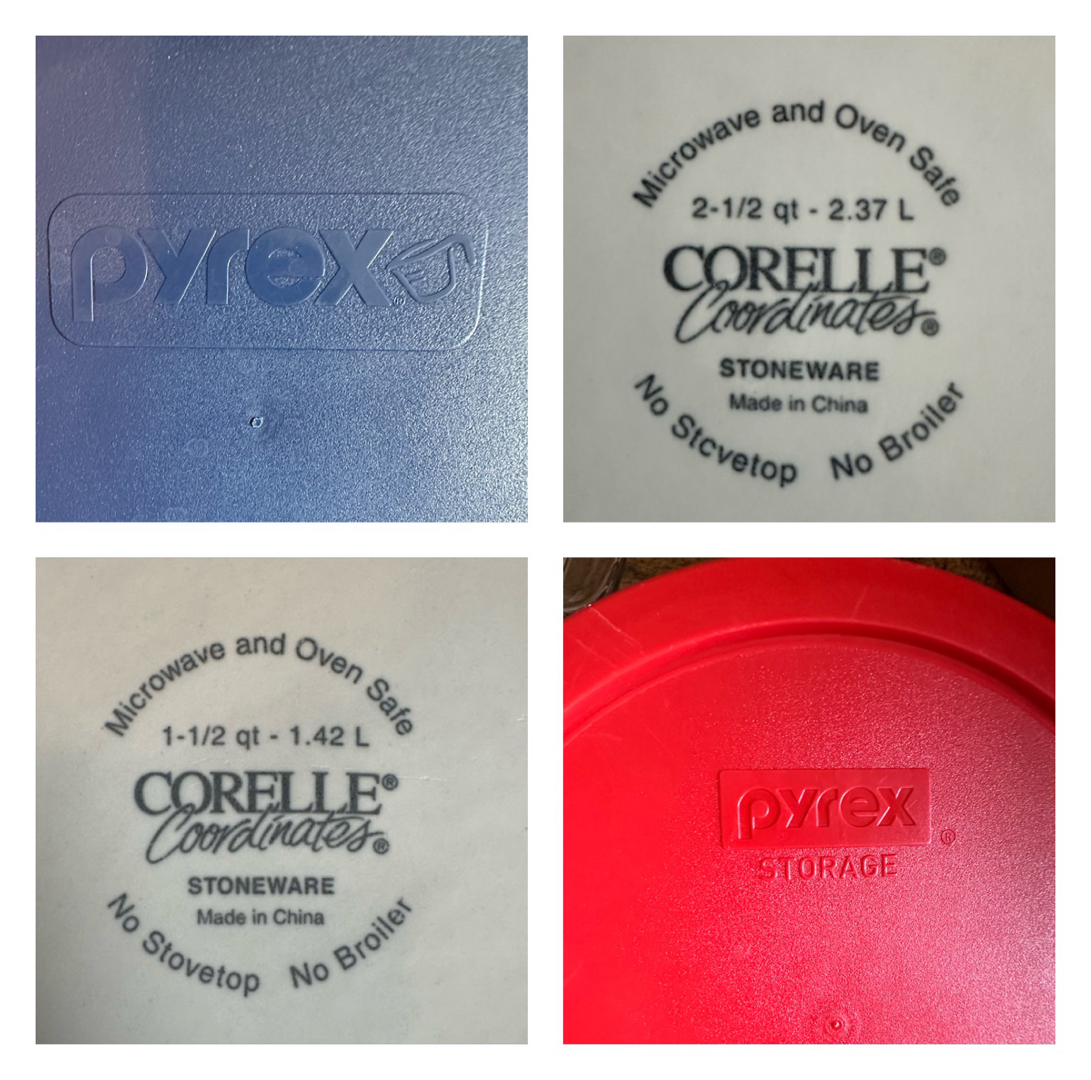 pyrex®
Microwave and Oven Safe
2-1/2 qt - 2.37 L
CORELLE®
Coordinates®
STONEWARE
Made in China
No Stcvetop No Broiler
Microwave and Oven Safe
1-1/2 qt - 1.42 L
CORELLE®
Coordinates®
STONEWARE
Made in China
No Stovetop No Broiler
pyrex®
STORAGE